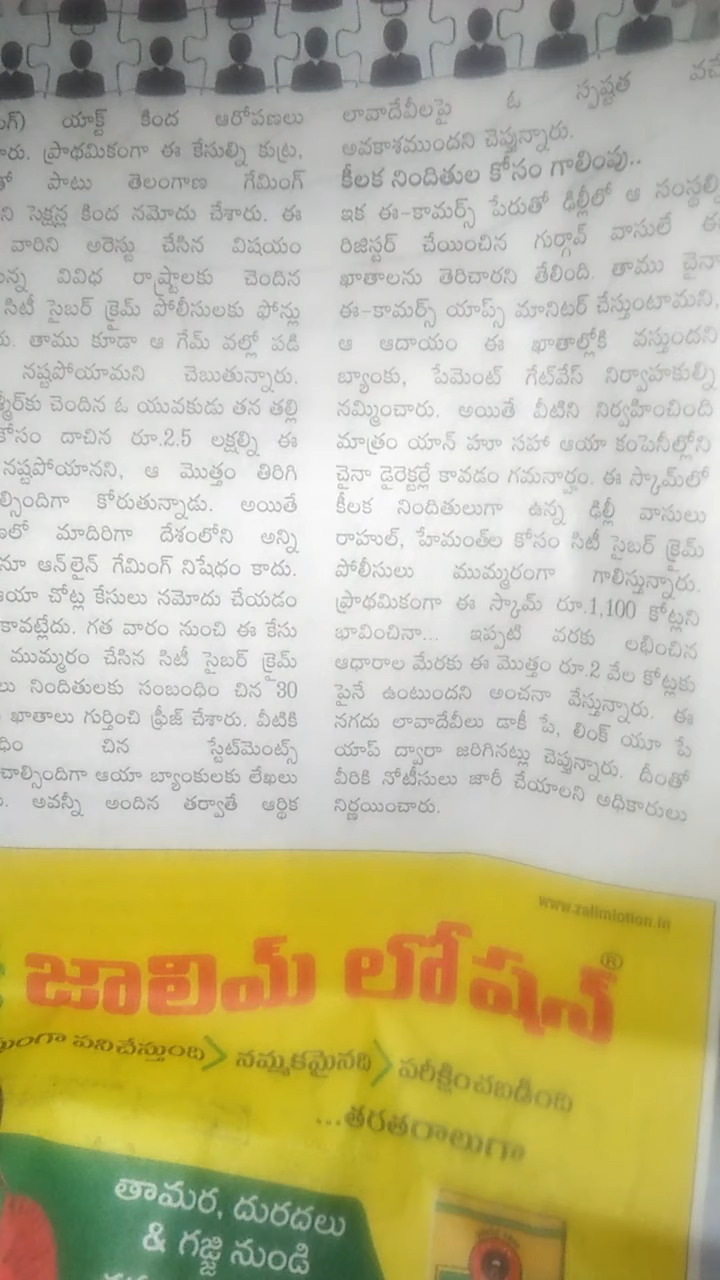 యాక్ట్ కింద ఆరోపణలు
ప్రాథమికంగా ఈ కేసుల్ని కుట్ర,
పాటు తెలంగాణ గేమింగ్
సెక్షన్ల కింద నమోదు చేశారు. ఈ
వారిని అరెస్టు చేసిన విషయం
వివిధ రాష్ట్రాలకు చెందిన
సిటీ సైబర్ క్రైమ్ పోలీసులకు ఫోన్లు
తాము కూడా ఆ గేమ్ వల్లో పడి
నష్టపోయామని చెబుతున్నారు.
చెందిన ఓ యువకుడు తన తల్లి
దాచిన రూ.2.5 లక్షల్ని ఈ
నష్టపోయానని, ఆ మొత్తం తిరిగి
కోరుతున్నాడు. అయితే
మాదిరిగా దేశంలోని అన్ని
ఆన్‌లైన్ గేమింగ్ నిషేధం కాదు.
చోట్ల కేసులు నమోదు చేయడం
కావట్లేదు. గత వారం నుంచి ఈ కేసు
ముమ్మరం చేసిన సిటీ సైబర్ క్రైమ్
నిందితులకు సంబంధిం చిన 30
ఖాతాలు గుర్తించి ఫ్రీజ్ చేశారు. వీటికి
చిన స్టేట్‌మెంట్స్
ఆయా బ్యాంకులకు లేఖలు
అవన్నీ అందిన తర్వాతే ఆర్థిక
లావాదేవీలపై ఓ స్పష్టత
అవకాశముందని చెప్తున్నారు.
కీలక నిందితుల కోసం గాలింపు..
ఇక ఈ-కామర్స్ పేరుతో ఢిల్లీలో ఆ
రిజిస్టర్ చేయించిన గుర్గావ్ వాసులే ఈ
ఖాతాలను తెరిచారని తేలింది. తాము చైనా
ఈ-కామర్స్ యాప్స్ మానిటర్ చేస్తుంటామని,
ఆ ఆదాయం ఈ ఖాతాల్లోకి వస్తుందని
బ్యాంకు, పేమెంట్ గేట్‌వేస్ నిర్వాహకుల్ని
నమ్మించారు. అయితే వీటిని నిర్వహించింది
మాత్రం యాన్ హూ సహా ఆయా కంపెనీల్లోని
చైనా డైరెక్టర్లే కావడం గమనార్హం. ఈ స్కామ్‌లో
కీలక నిందితులుగా ఉన్న ఢిల్లీ వాసులు
రాహుల్, హేమంత్‌ల కోసం సిటీ సైబర్ క్రైమ్
పోలీసులు ముమ్మరంగా గాలిస్తున్నారు.
ప్రాథమికంగా ఈ స్కామ్ రూ.1,100 కోట్లని
భావించినా... ఇప్పటి వరకు లభించిన
ఆధారాల మేరకు ఈ మొత్తం రూ.2 వేల కోట్లకు
పైనే ఉంటుందని అంచనా వేస్తున్నారు. ఈ
నగదు లావాదేవీలు డాకీ పే, లింక్ యూ పే
యాప్ ద్వారా జరిగినట్లు చెప్తున్నారు. దీంతో
వీరికి నోటీసులు జారీ చేయాలని అధికారులు
నిర్ణయించారు.
www.zalimlotion.in
జాలిమ్ లోషన్®
పనిచేస్తుంది > నమ్మకమైనది > పరీక్షించబడింది
...తరతరాలుగా
తామర, దురదలు
& గజ్జి నుండి